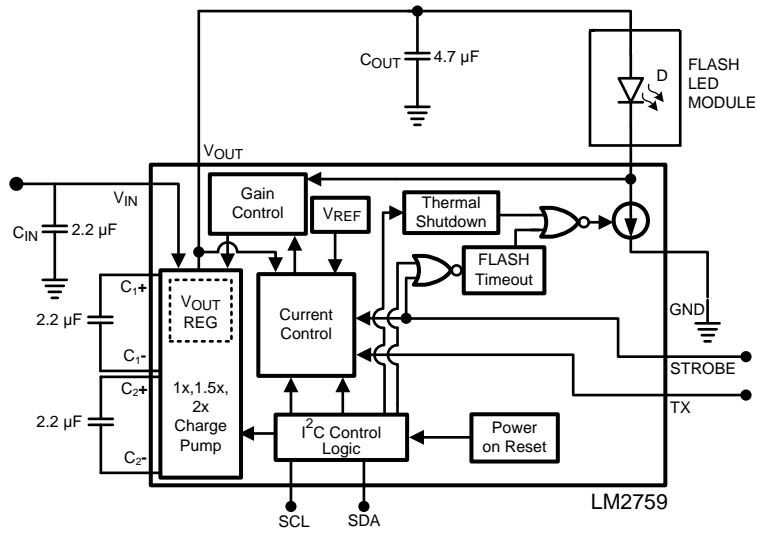 COUT
4.7 µF
D
FLASH
LED
MODULE
VOUT
VIN
CIN
2.2 µF
Gain
Control
VREF
Thermal
Shutdown
FLASH
Timeout
C1+
VOUT
REG
2.2 µF
Current
Control
GND
C1-
STROBE
C2+
1x,1.5x,
2x
Charge
Pump
TX
2.2 µF
I2C Control
Logic
Power
on Reset
C2-
LM2759
SCL
SDA